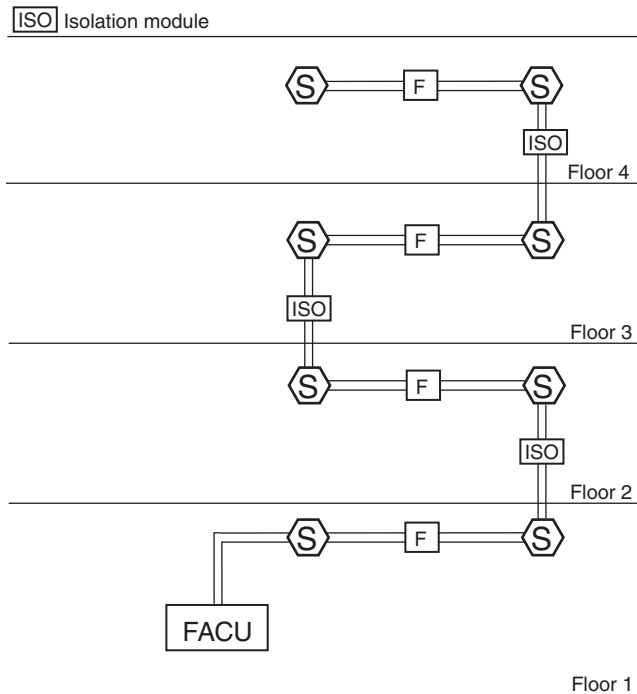 ISO Isolation module
S F S
ISO
Floor 4
S F S
ISO
Floor 3
S F S
ISO
Floor 2
S F S
FACU
Floor 1